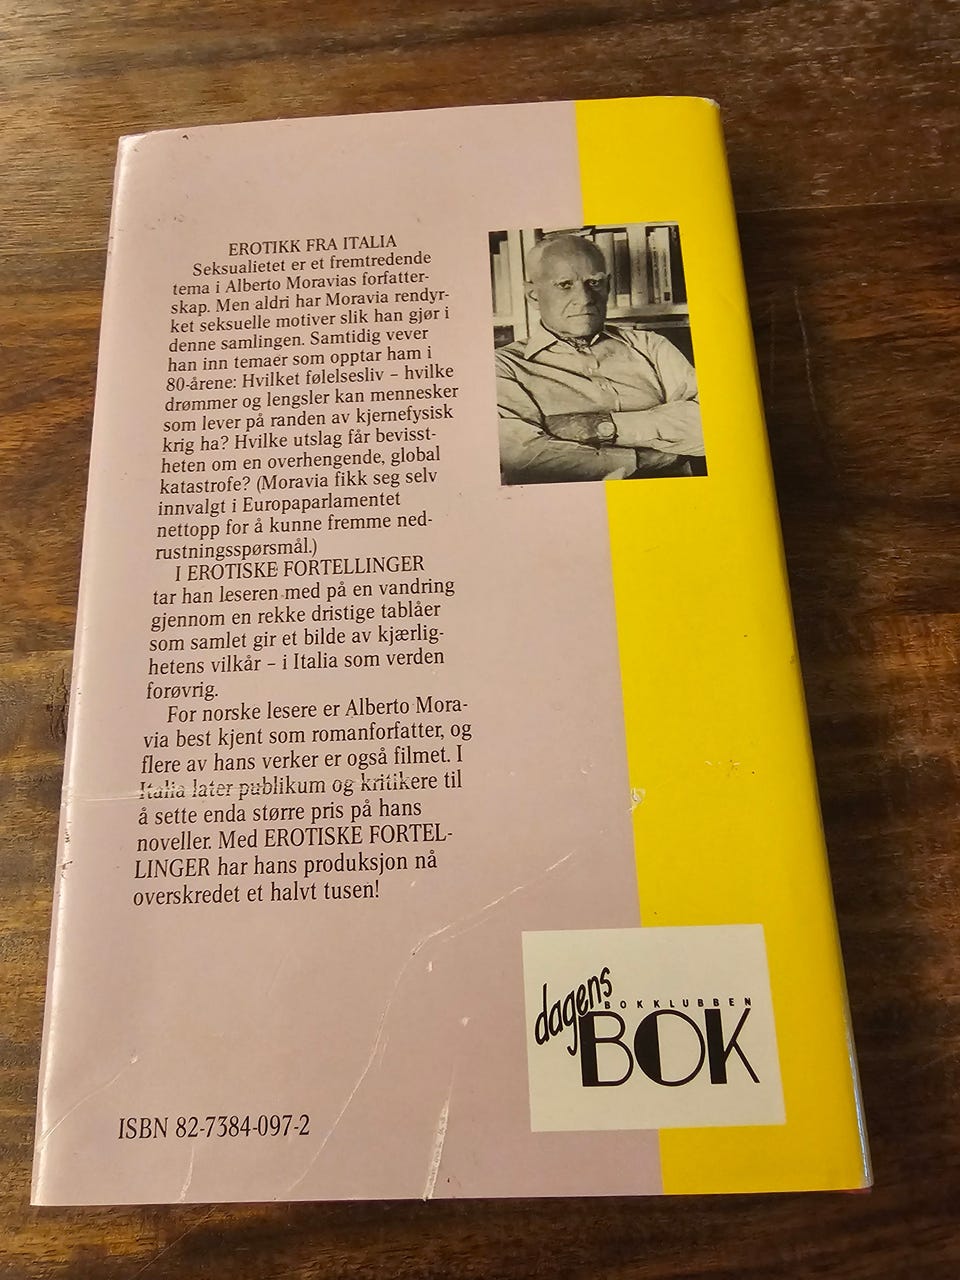 EROTIKK FRA ITALIA
Seksualietet er et fremtredende
tema i Alberto Moravias forfatter-
skap. Men aldri har Moravia rendyr-
ket seksuelle motiver slik han gjør i
denne samlingen. Samtidig vever
han inn temaer som opptar ham i
80-årene: Hvilket følelsesliv – hvilke
drømmer og lengsler kan mennesker
som lever på randen av kjernefysisk
krig ha? Hvilke utslag får bevisst-
heten om en overhengende, global
katastrofe? (Moravia fikk seg selv
innvalgt i Europaparlamentet
nettopp for å kunne fremme ned-
rustningsspørsmål.)
I EROTISKE FORTELLINGER
tar han leseren med på en vandring
gjennom en rekke dristige tablåer
som samlet gir et bilde av kjærlig-
hetens vilkår – i Italia som verden
forøvrig.
For norske lesere er Alberto Mora-
via best kjent som romanforfatter, og
flere av hans verker er også filmet. I
Italia later publikum og kritikere til
å sette enda større pris på hans
noveller. Med EROTISKE FORTEL-
LINGER har hans produksjon nå
overskredet et halvt tusen!
dagens
BOKKLUBBEN
BOK
ISBN 82-7384-097-2